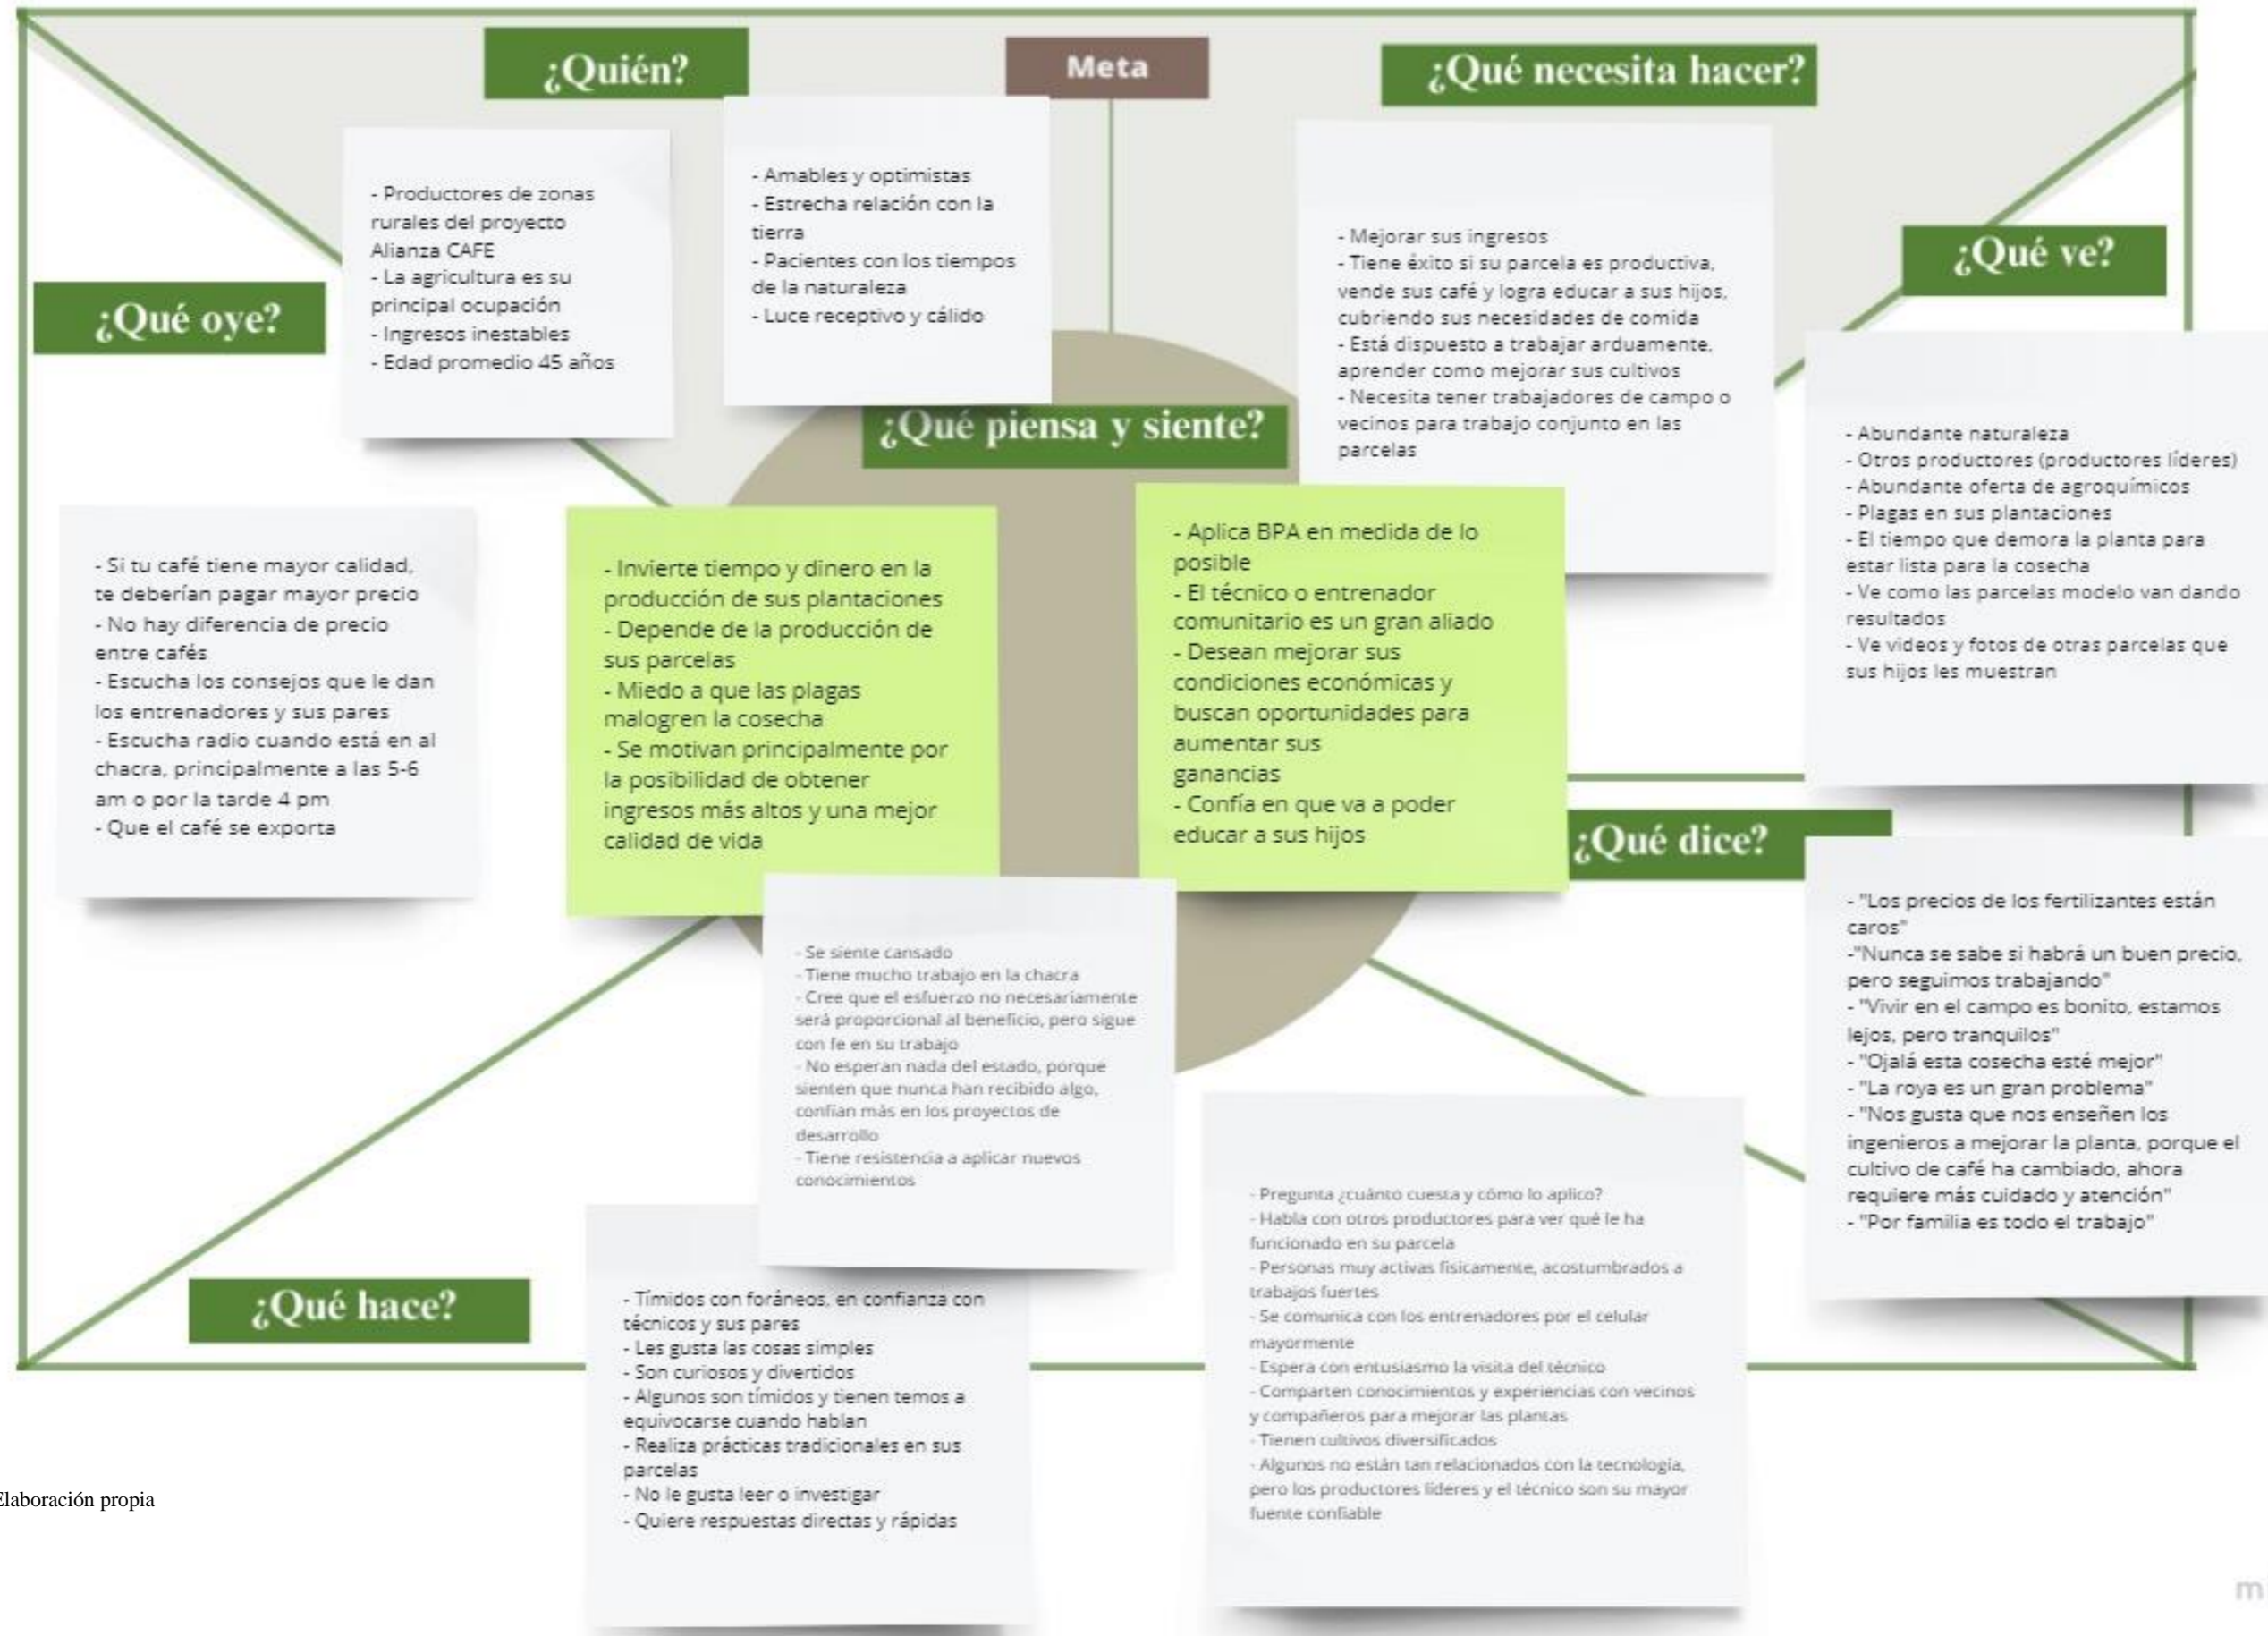 ¿Quién?
Meta
¿Qué necesita hacer?
- Productores de zonas
rurales del proyecto
Alianza CAFE
- La agricultura es su
principal ocupación
- Ingresos inestables
- Edad promedio 45 años
- Amables y optimistas
- Estrecha relación con la
tierra
- Pacientes con los tiempos
de la naturaleza
- Luce receptivo y cálido
- Mejorar sus ingresos
- Tiene éxito si su parcela es productiva,
vende sus café y logra educar a sus hijos,
cubriendo sus necesidades de comida
- Está dispuesto a trabajar arduamente,
aprender como mejorar sus cultivos
- Necesita tener trabajadores de campo o
vecinos para trabajo conjunto en las
parcelas
¿Qué ve?
- Abundante naturaleza
- Otros productores (productores líderes)
- Abundante oferta de agroquímicos
- Plagas en sus plantaciones
- El tiempo que demora la planta para
estar lista para la cosecha
- Ve como las parcelas modelo van dando
resultados
- Ve videos y fotos de otras parcelas que
sus hijos les muestran
¿Qué oye?
- Si tu café tiene mayor calidad,
te deberían pagar mayor precio
- No hay diferencia de precio
entre cafés
- Escucha los consejos que le dan
los entrenadores y sus pares
- Escucha radio cuando está en al
chacra, principalmente a las 5-6
am o por la tarde 4 pm
- Que el café se exporta
¿Qué piensa y siente?
- Invierte tiempo y dinero en la
producción de sus plantaciones
- Depende de la producción de
sus parcelas
- Miedo a que las plagas
malogren la cosecha
- Se motivan principalmente por
la posibilidad de obtener
ingresos más altos y una mejor
calidad de vida
- Aplica BPA en medida de lo
posible
- El técnico o entrenador
comunitario es un gran aliado
- Desean mejorar sus
condiciones económicas y
buscan oportunidades para
aumentar sus
ganancias
- Confía en que va a poder
educar a sus hijos
- Se siente cansado
- Tiene mucho trabajo en la chacra
- Cree que el esfuerzo no necesariamente
será proporcional al beneficio, pero sigue
con fe en su trabajo
- No esperan nada del estado, porque
sienten que nunca han recibido algo,
confían más en los proyectos de
desarrollo
- Tiene resistencia a aplicar nuevos
conocimientos
¿Qué dice?
- "Los precios de los fertilizantes están
caros"
-"Nunca se sabe si habrá un buen precio,
pero seguimos trabajando"
- "Vivir en el campo es bonito, estamos
lejos, pero tranquilos"
- "Ojalá esta cosecha esté mejor"
- "La roya es un gran problema"
- "Nos gusta que nos enseñen los
ingenieros a mejorar la planta, porque el
cultivo de café ha cambiado, ahora
requiere más cuidado y atención"
- "Por familia es todo el trabajo"
¿Qué hace?
- Tímidos con foráneos, en confianza con
técnicos y sus pares
- Les gusta las cosas simples
- Son curiosos y divertidos
- Algunos son tímidos y tienen temos a
equivocarse cuando hablan
- Realiza prácticas tradicionales en sus
parcelas
- No le gusta leer o investigar
- Quiere respuestas directas y rápidas
- Pregunta ¿cuánto cuesta y cómo lo aplico?
- Habla con otros productores para ver qué le ha
funcionado en su parcela
- Personas muy activas físicamente, acostumbrados a
trabajos fuertes
- Se comunica con los entrenadores por el celular
mayormente
- Espera con entusiasmo la visita del técnico
- Comparten conocimientos y experiencias con vecinos
y compañeros para mejorar las plantas
- Tienen cultivos diversificados
- Algunos no están tan relacionados con la tecnología,
pero los productores líderes y el técnico son su mayor
fuente confiable
Elaboración propia
m